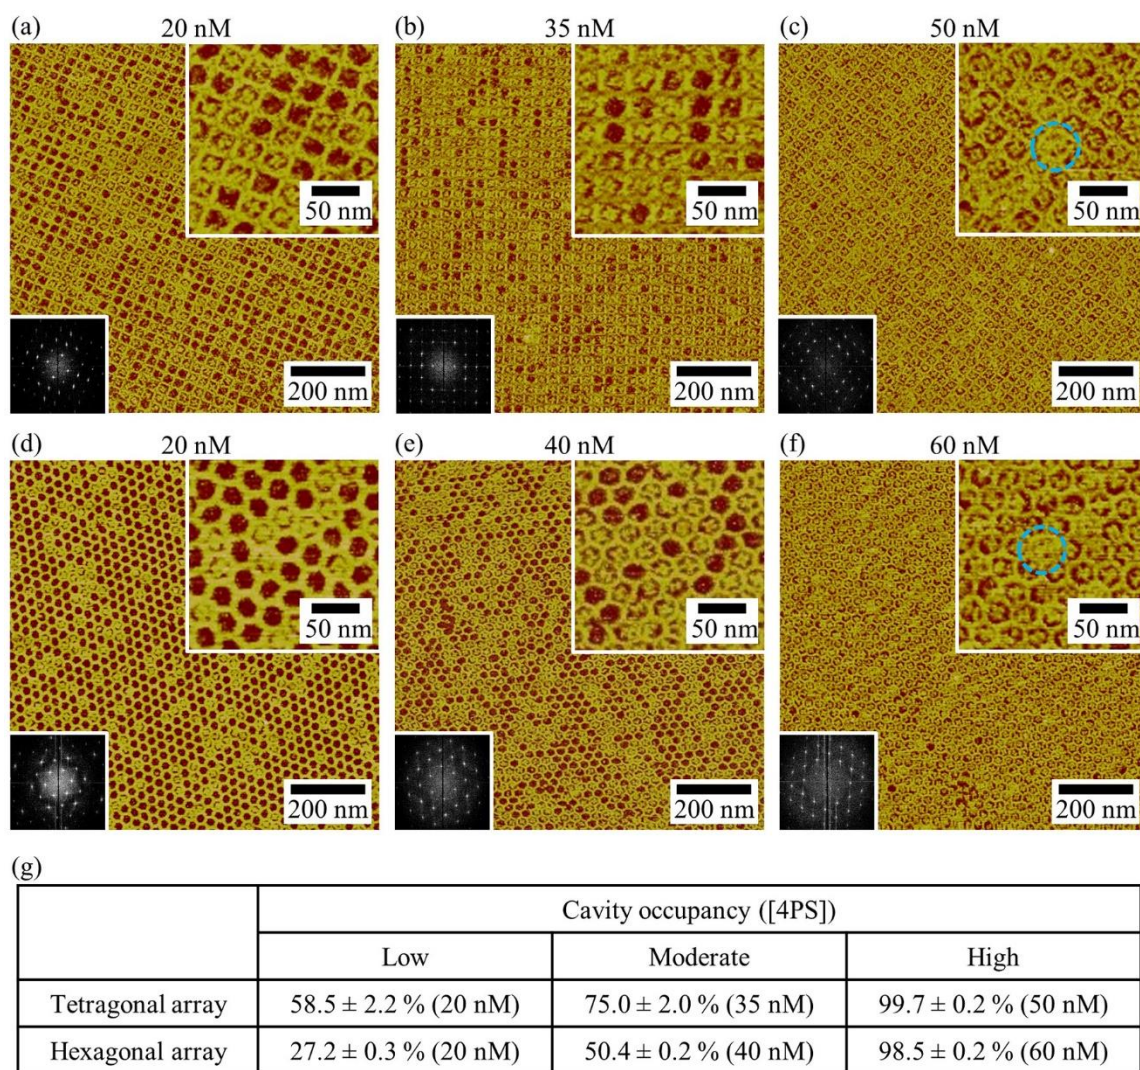 (a) 20 nM (b) 35 nM (c) 50 nM
50 nm 50 nm 50 nm
200 nm 200 nm 200 nm
(d) 20 nM (e) 40 nM (f) 60 nM
50 nm 50 nm 50 nm
200 nm 200 nm 200 nm
(g)
Cavity occupancy ([4PS])
Low Moderate High
Tetragonal array 58.5 ± 2.2 % (20 nM) 75.0 ± 2.0 % (35 nM) 99.7 ± 0.2 % (50 nM)
Hexagonal array 27.2 ± 0.3 % (20 nM) 50.4 ± 0.2 % (40 nM) 98.5 ± 0.2 % (60 nM)